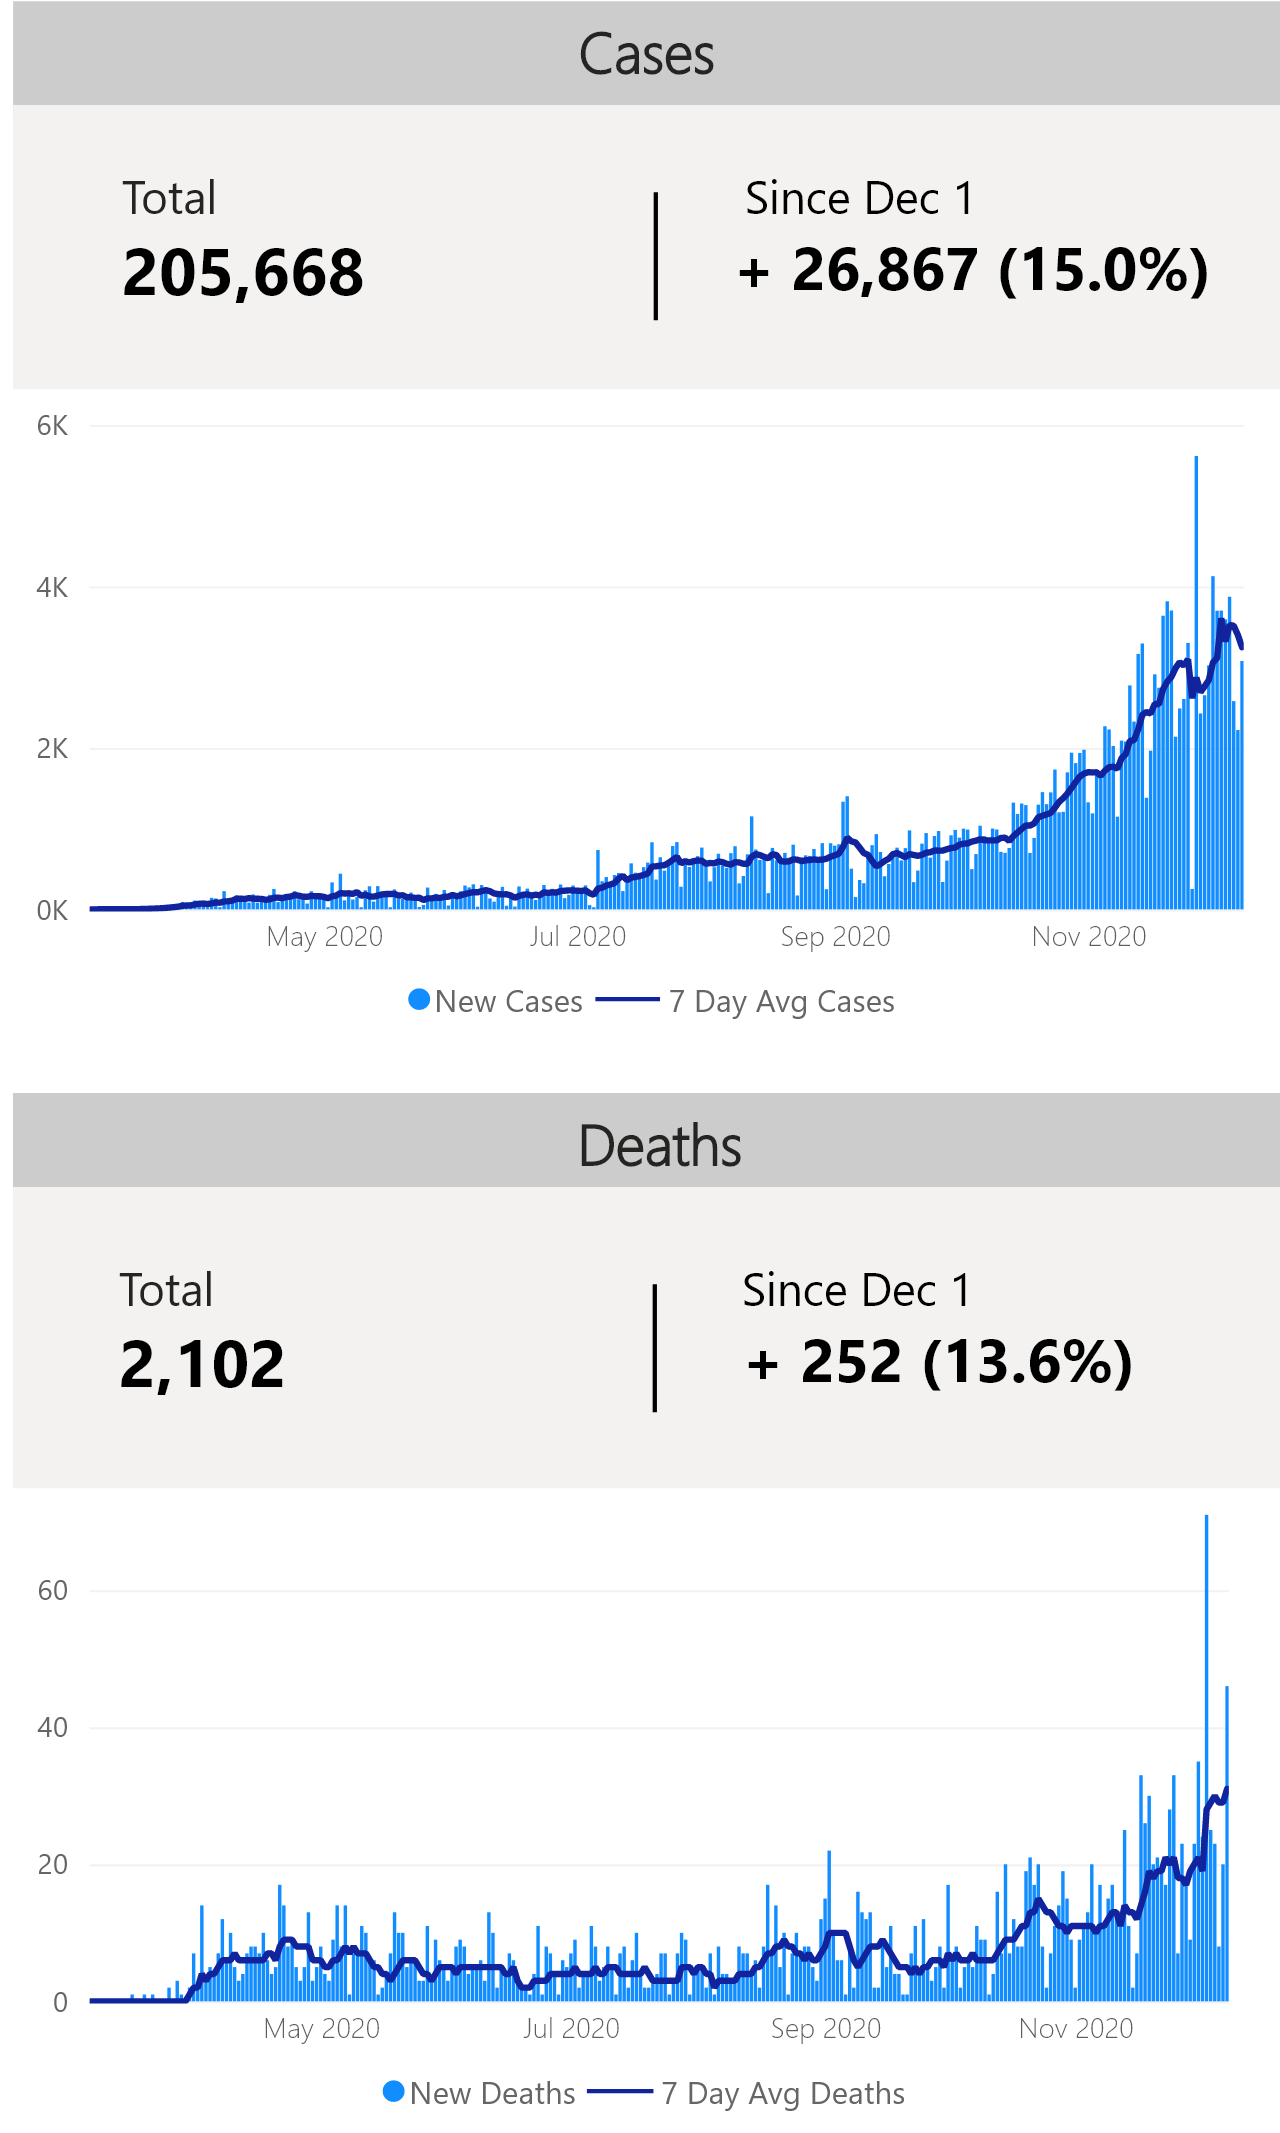 Cases
Total
Since Dec 1
205,668
+ 26,867 (15.0%)
6K
4K
2K
0K
May 2020
Jul 2020
Sep 2020
Nov 2020
New Cases
7 Day Avg Cases
Deaths
Total
Since Dec 1
2,102
+ 252 (13.6%)
60
40
20
0
May 2020
Jul 2020
Sep 2020
Nov 2020
New Deaths
7 Day Avg Deaths